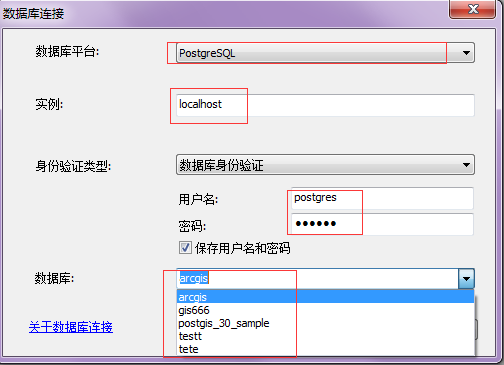 数据库连接
数据库平台: PostgreSQL
实例: localhost
身份验证类型: 数据库身份验证
用户名: postgres
密码: ●●●●●●
保存用户名和密码
数据库: arcgis
arcgis
gis666
postgis_30_sample
testt
tete
关于数据库连接